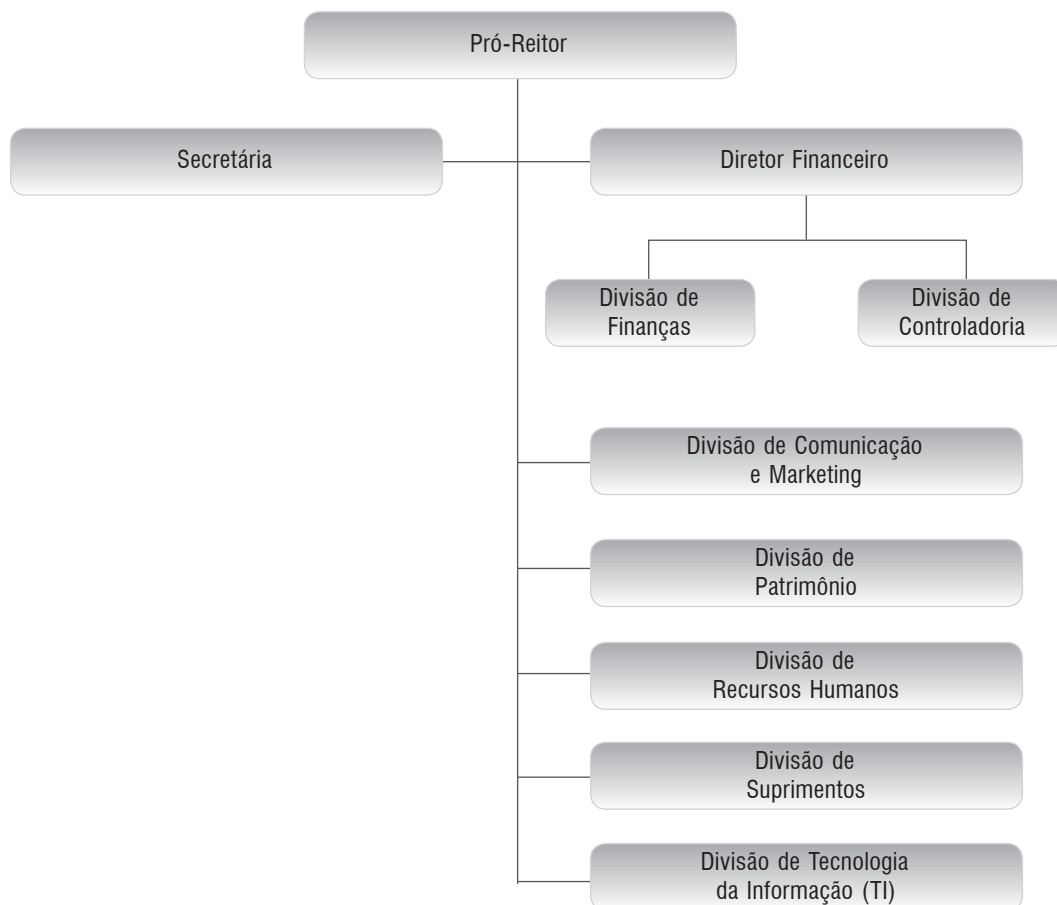 Pró-Reitor
Secretária
Diretor Financeiro
Divisão de
Finanças
Divisão de
Controladoria
Divisão de Comunicação
e Marketing
Divisão de
Patrimônio
Divisão de
Recursos Humanos
Divisão de
Suprimentos
Divisão de Tecnologia
da Informação (TI)